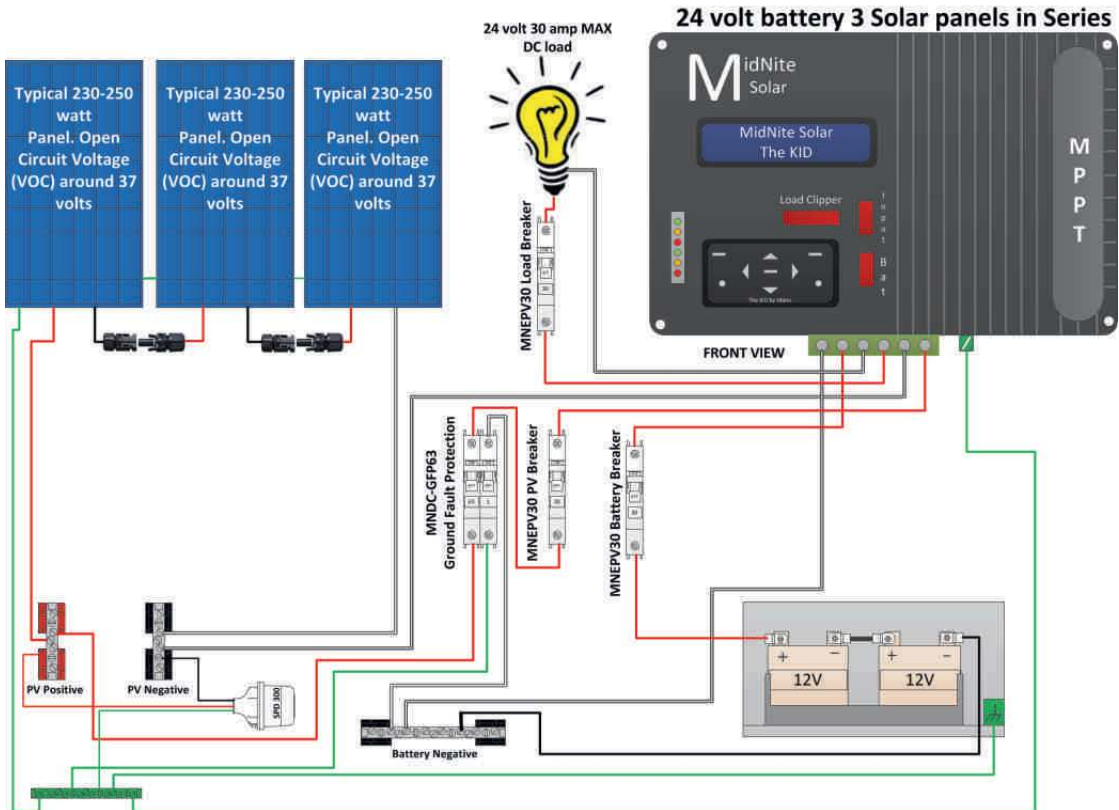 24 volt battery 3 Solar panels in Series
24 volt 30 amp MAX
DC load
Typical 230-250
watt
Panel. Open
Circuit Voltage
(VOC) around 37
volts
Typical 230-250
watt
Panel. Open
Circuit Voltage
(VOC) around 37
volts
Typical 230-250
watt
Panel. Open
Circuit Voltage
(VOC) around 37
volts
MidNite
Solar
MidNite Solar
The KID
MPPT
Load Clipper
Input
Bat
MNEPV30 Load Breaker
FRONT VIEW
MNDC-GFP63
Ground Fault Protection
MNEPV30 PV Breaker
MNEPV30 Battery Breaker
PV Positive
PV Negative
SPD 300
Battery Negative
+ −
12V
+ −
12V